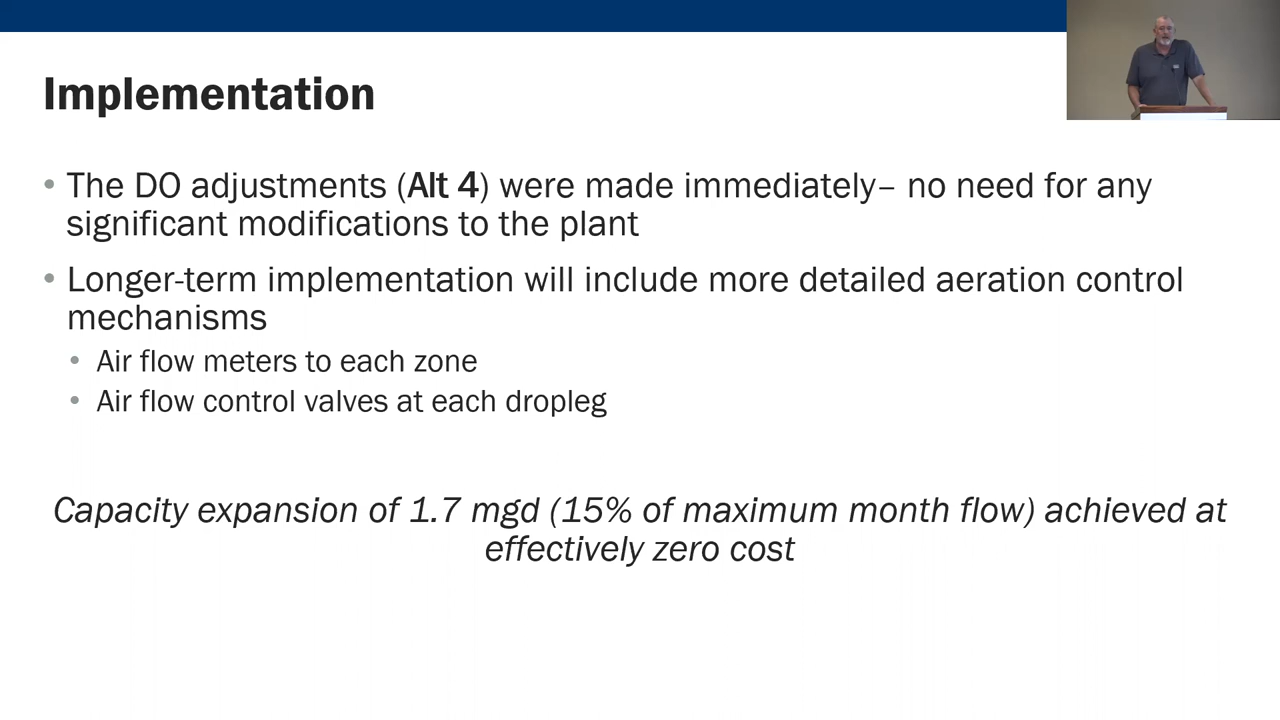 Implementation
• The DO adjustments (Alt 4) were made immediately– no need for any
significant modifications to the plant
• Longer-term implementation will include more detailed aeration control
mechanisms
• Air flow meters to each zone
• Air flow control valves at each dropleg
Capacity expansion of 1.7 mgd (15% of maximum month flow) achieved at
effectively zero cost